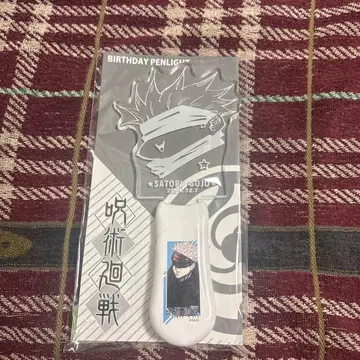 BIRTHDAY PENLIGHT
★SATORU GOJO★
呪術廻戦